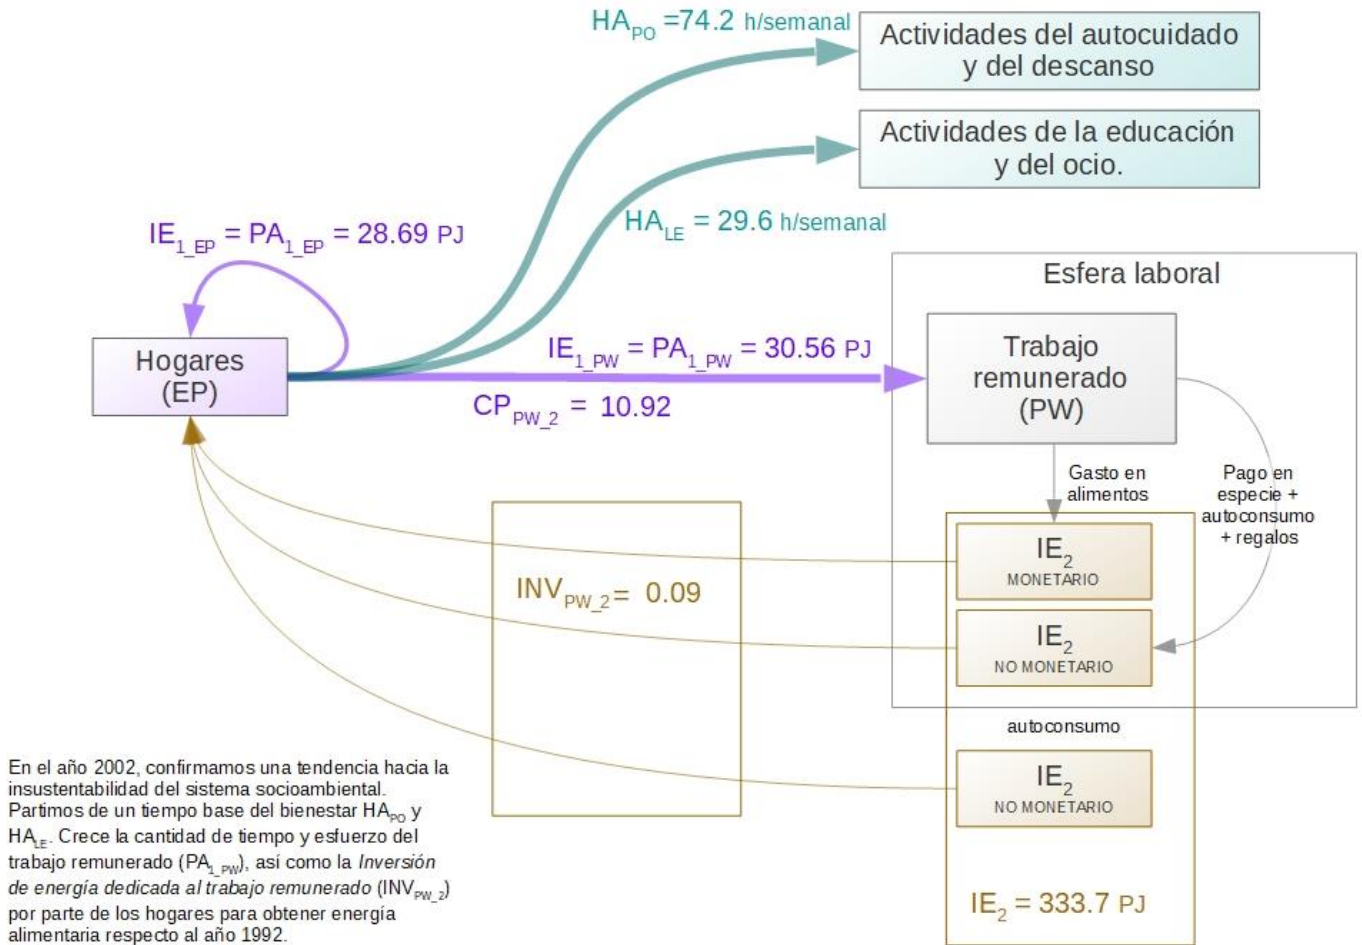 HA_PO =74.2 h/semanal
Actividades del autocuidado
y del descanso
Actividades de la educación
y del ocio.
HA_LE = 29.6 h/semanal
IE_1_EP = PA_1_EP = 28.69 PJ
Esfera laboral
Hogares
(EP)
IE_1_PW = PA_1_PW = 30.56 PJ
CP_PW_2 = 10.92
Trabajo
remunerado
(PW)
Gasto en
alimentos
Pago en
especie +
autoconsumo
+ regalos
IE_2
MONETARIO
INV_PW_2 = 0.09
IE_2
NO MONETARIO
autoconsumo
IE_2
NO MONETARIO
IE_2 = 333.7 PJ
En el año 2002, confirmamos una tendencia hacia la
insustentabilidad del sistema socioambiental.
Partimos de un tiempo base del bienestar HA_PO y
HA_LE. Crece la cantidad de tiempo y esfuerzo del
trabajo remunerado (PA_1_PW), así como la Inversión
de energía dedicada al trabajo remunerado (INV_PW_2)
por parte de los hogares para obtener energía
alimentaria respecto al año 1992.